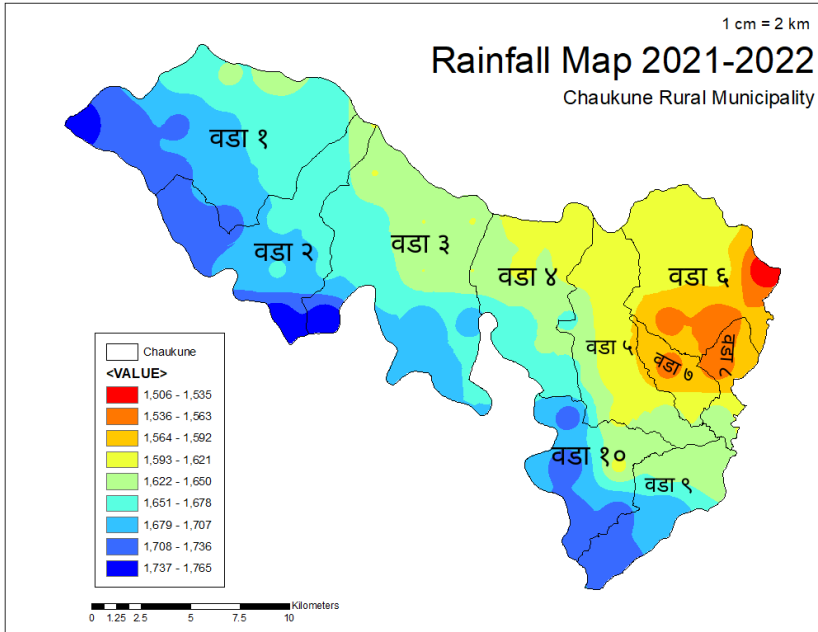 1 cm = 2 km
Rainfall Map 2021-2022
Chaukune Rural Municipality
वडा १
वडा २
वडा ३
वडा ४
वडा ५
वडा ६
वडा ७
वडा ८
वडा ९
वडा १०
Chaukune
<VALUE>
1,506 - 1,535
1,536 - 1,563
1,564 - 1,592
1,593 - 1,621
1,622 - 1,650
1,651 - 1,678
1,679 - 1,707
1,708 - 1,736
1,737 - 1,765
Kilometers
0 1.25 2.5 5 7.5 10